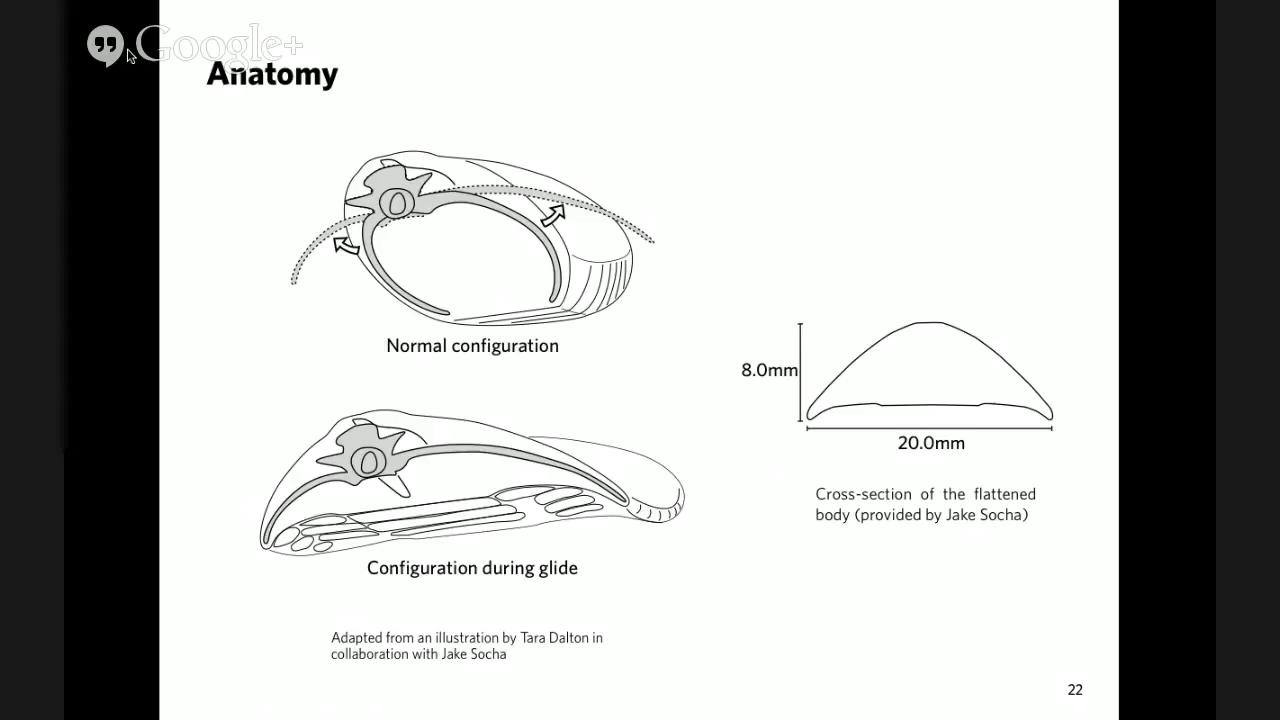 Google+
Anatomy
Normal configuration
8.0mm
20.0mm
Cross-section of the flattened
body (provided by Jake Socha)
Configuration during glide
Adapted from an illustration by Tara Dalton in
collaboration with Jake Socha
22